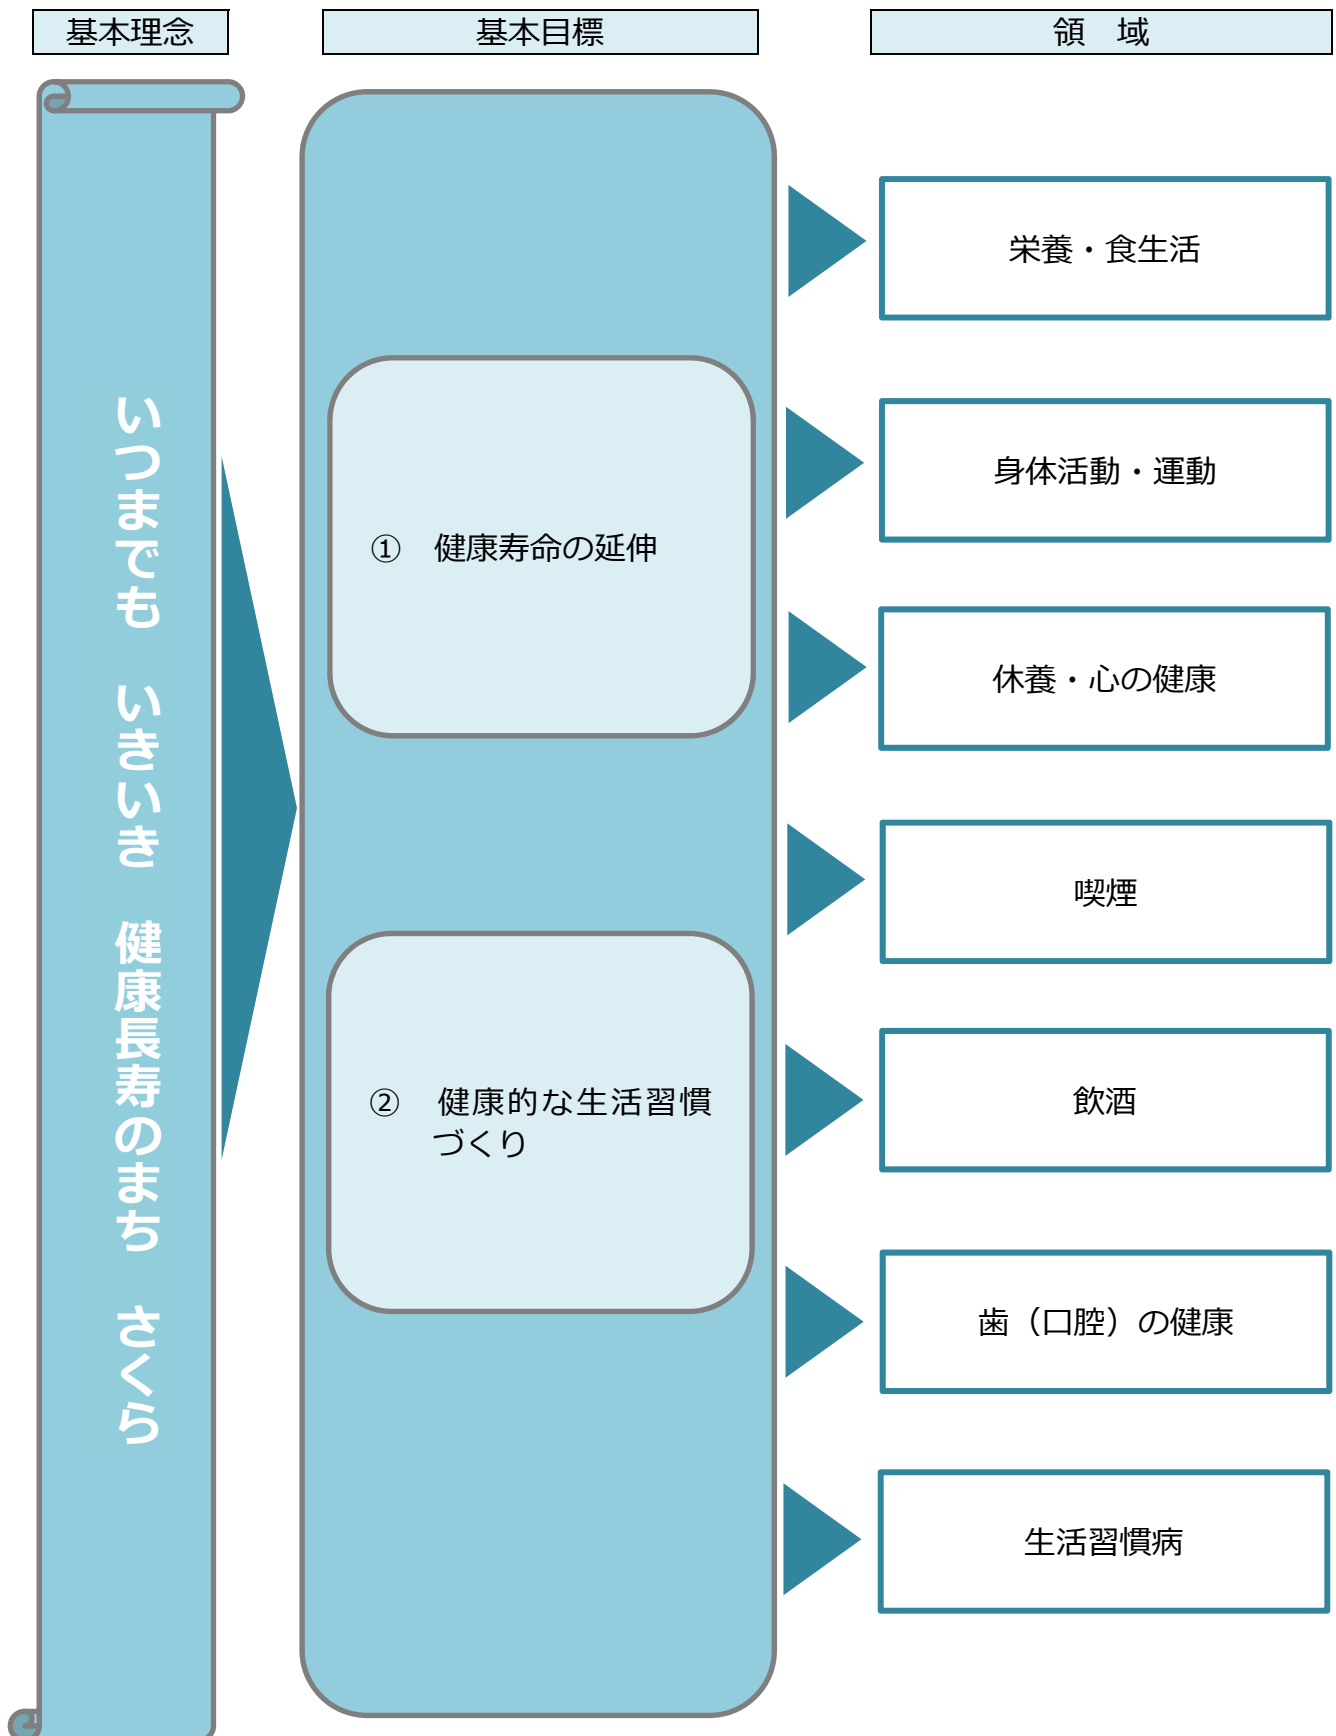 基本理念
基本目標
領　域
いつまでも　いきいき　健康長寿のまち　さくら
①　健康寿命の延伸
②　健康的な生活習慣
づくり
栄養・食生活
身体活動・運動
休養・心の健康
喫煙
飲酒
歯（口腔）の健康
生活習慣病